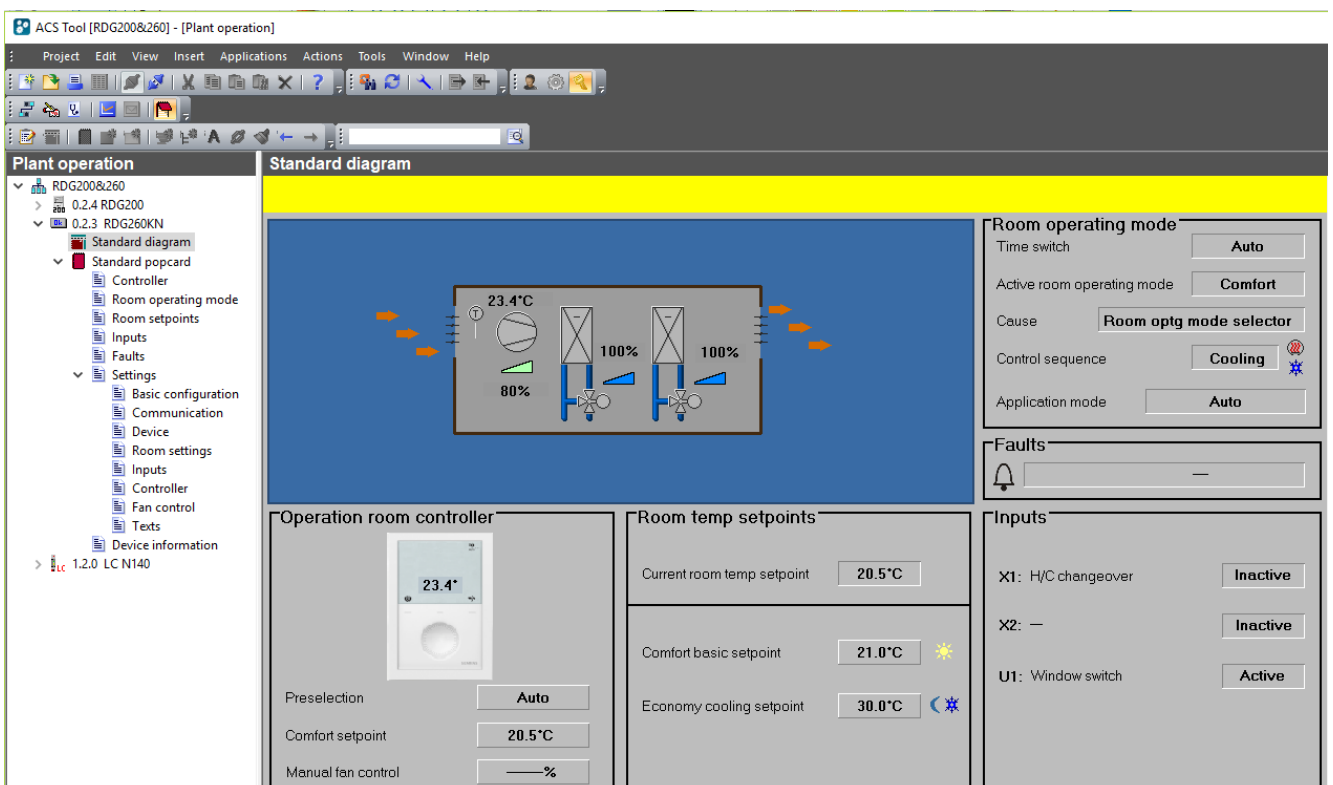 ACS Tool [RDG200&260] - [Plant operation]
Project Edit View Insert Applications Actions Tools Window Help
Plant operation
RDG200&260
0.2.4 RDG200
0.2.3 RDG260KN
Standard diagram
Standard popcard
Controller
Room operating mode
Room setpoints
Inputs
Faults
Settings
Basic configuration
Communication
Device
Room settings
Inputs
Controller
Fan control
Texts
Device information
1.2.0 LC N140
Standard diagram
23.4°C
T
80%
100%
100%
Room operating mode
Time switch Auto
Active room operating mode Comfort
Cause Room optg mode selector
Control sequence Cooling
Application mode Auto
Faults
—
Operation room controller
23.4°
Preselection Auto
Comfort setpoint 20.5°C
Manual fan control ——%
Room temp setpoints
Current room temp setpoint 20.5°C
Comfort basic setpoint 21.0°C
Economy cooling setpoint 30.0°C
Inputs
X1: H/C changeover Inactive
X2: — Inactive
U1: Window switch Active